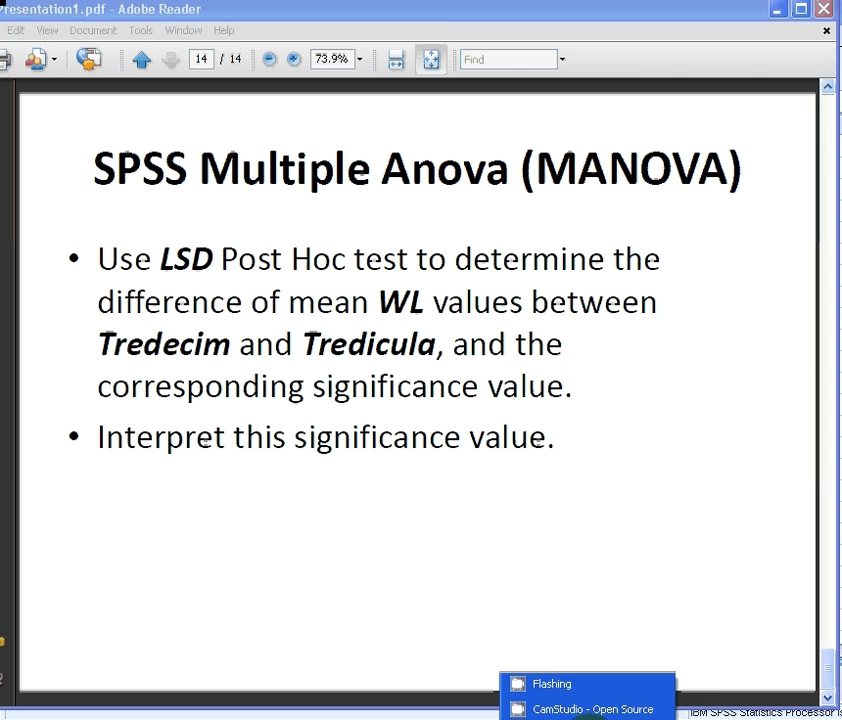 Presentation1.pdf - Adobe Reader
Edit View Document Tools Window Help
14 / 14 73.9% Find
SPSS Multiple Anova (MANOVA)
• Use LSD Post Hoc test to determine the
difference of mean WL values between
Tredecim and Tredicula, and the
corresponding significance value.
• Interpret this significance value.
Flashing
CamStudio - Open Source
IBM SPSS Statistics Processor